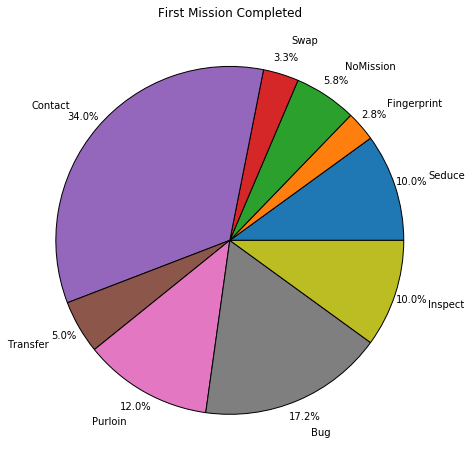 First Mission Completed
Swap
3.3%
NoMission
5.8%
Fingerprint
2.8%
Contact
34.0%
Seduce
10.0%
Inspect
10.0%
Transfer
5.0%
Purloin
12.0%
Bug
17.2%